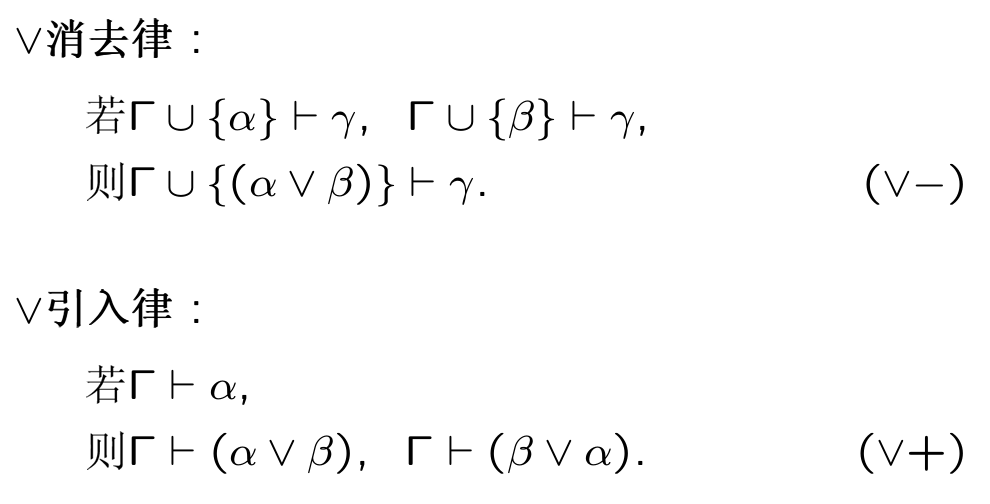 ∨消去律：
若Γ ∪ {α} ⊢ γ, Γ ∪ {β} ⊢ γ,
则Γ ∪ {(α ∨ β)} ⊢ γ. (∨−)
∨引入律：
若Γ ⊢ α,
则Γ ⊢ (α ∨ β), Γ ⊢ (β ∨ α). (∨+)